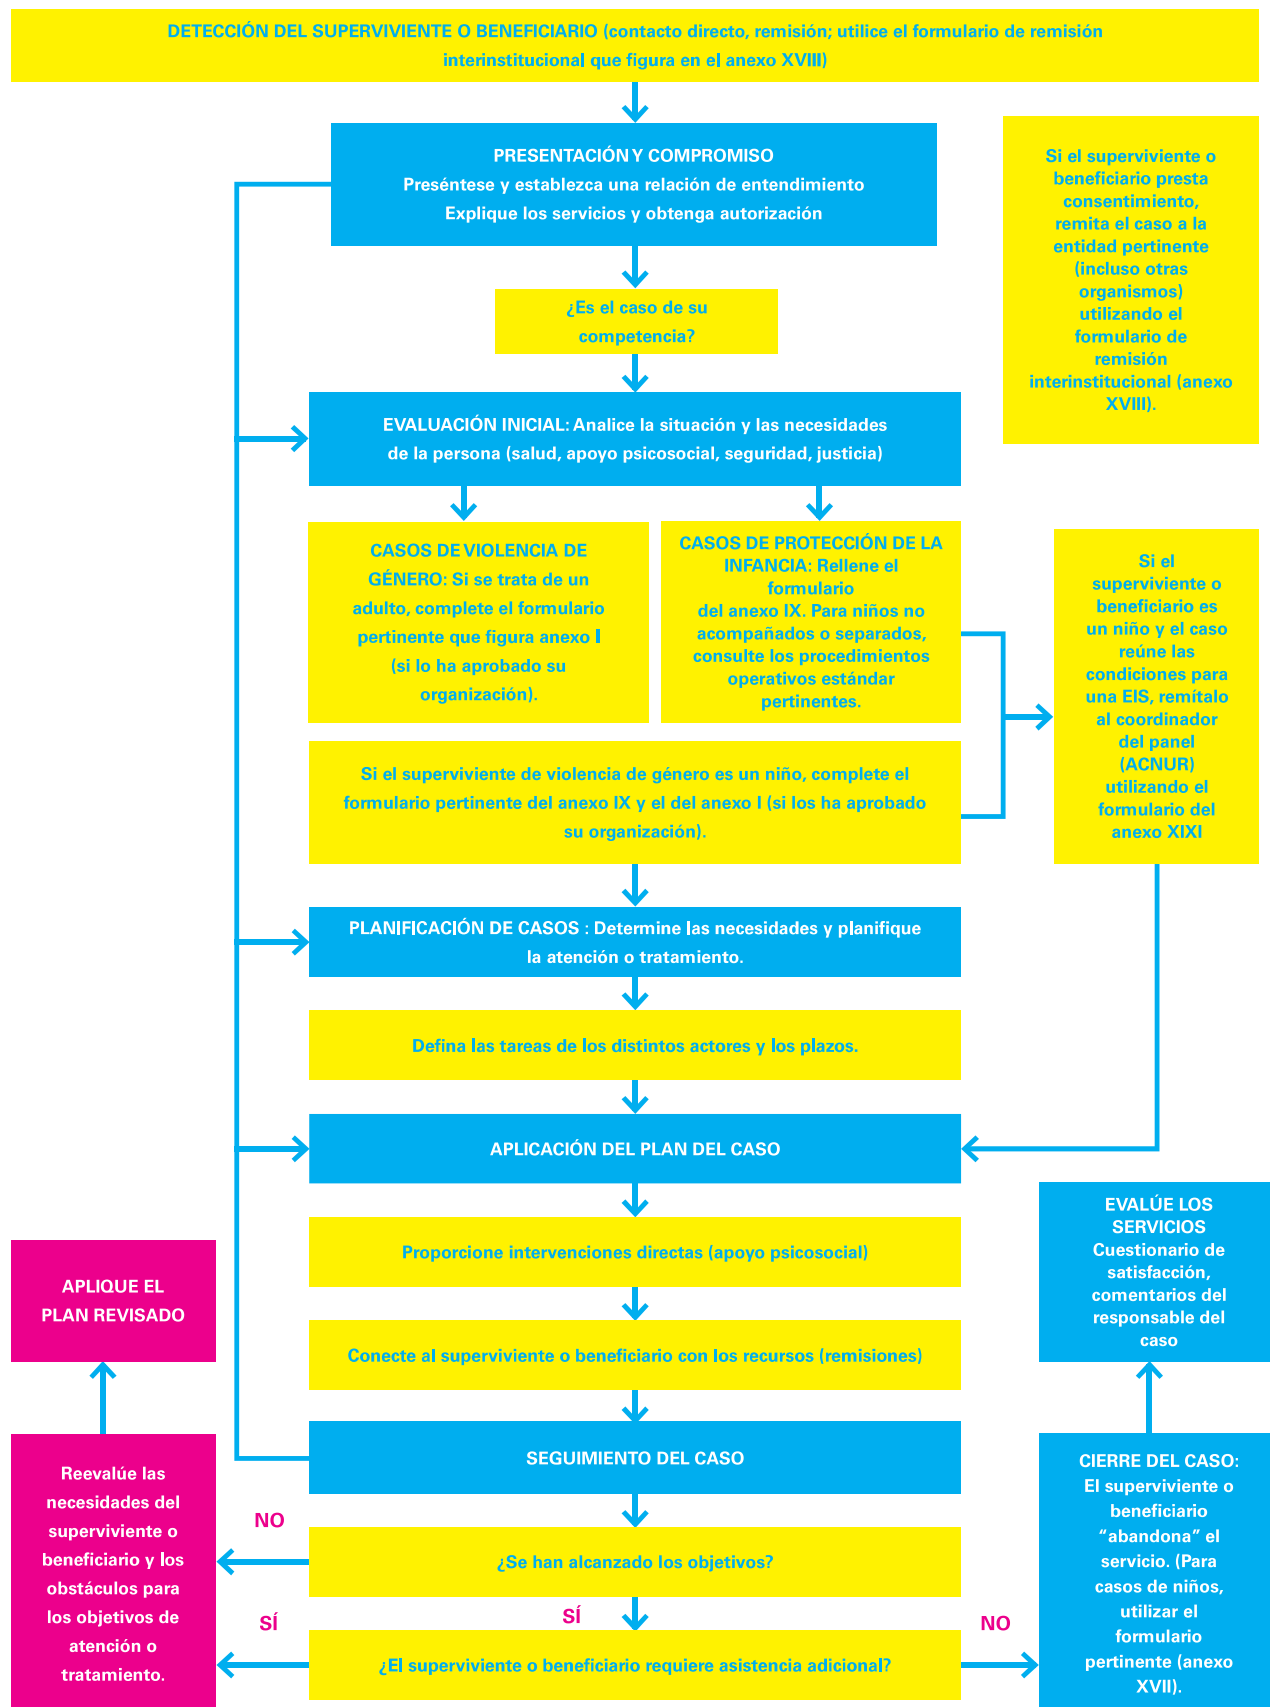 DETECCIÓN DEL SUPERVIVIENTE O BENEFICIARIO (contacto directo, remisión; utilice el formulario de remisión
interinstitucional que figura en el anexo XVIII)
PRESENTACIÓN Y COMPROMISO
Preséntese y establezca una relación de entendimiento
Explique los servicios y obtenga autorización
Si el superviviente o
beneficiario presta
consentimiento,
remita el caso a la
entidad pertinente
(incluso otras
organismos)
utilizando el
formulario de
remisión
interinstitucional (anexo
XVIII).
¿Es el caso de su
competencia?
EVALUACIÓN INICIAL: Analice la situación y las necesidades
de la persona (salud, apoyo psicosocial, seguridad, justicia)
CASOS DE VIOLENCIA DE
GÉNERO: Si se trata de un
adulto, complete el formulario
pertinente que figura anexo I
(si lo ha aprobado su
organización).
CASOS DE PROTECCIÓN DE LA
INFANCIA: Rellene el
formulario
del anexo IX. Para niños no
acompañados o separados,
consulte los procedimientos
operativos estándar
pertinentes.
Si el
superviviente o
beneficiario es
un niño y el caso
reúne las
condiciones para
una EIS, remítalo
al coordinador
del panel
(ACNUR)
utilizando el
formulario del
anexo XIXI
Si el superviviente de violencia de género es un niño, complete el
formulario pertinente del anexo IX y el del anexo I (si los ha aprobado
su organización).
PLANIFICACIÓN DE CASOS : Determine las necesidades y planifique
la atención o tratamiento.
Defina las tareas de los distintos actores y los plazos.
APLICACIÓN DEL PLAN DEL CASO
Proporcione intervenciones directas (apoyo psicosocial)
EVALÚE LOS
SERVICIOS
Cuestionario de
satisfacción,
comentarios del
responsable del
caso
APLIQUE EL
PLAN REVISADO
Conecte al superviviente o beneficiario con los recursos (remisiones)
SEGUIMIENTO DEL CASO
Reevalúe las
necesidades del
superviviente o
beneficiario y los
obstáculos para
los objetivos de
atención o
tratamiento.
NO
¿Se han alcanzado los objetivos?
SÍ
SÍ
¿El superviviente o beneficiario requiere asistencia adicional?
NO
CIERRE DEL CASO:
El superviviente o
beneficiario
“abandona” el
servicio. (Para
casos de niños,
utilizar el
formulario
pertinente (anexo
XVII).